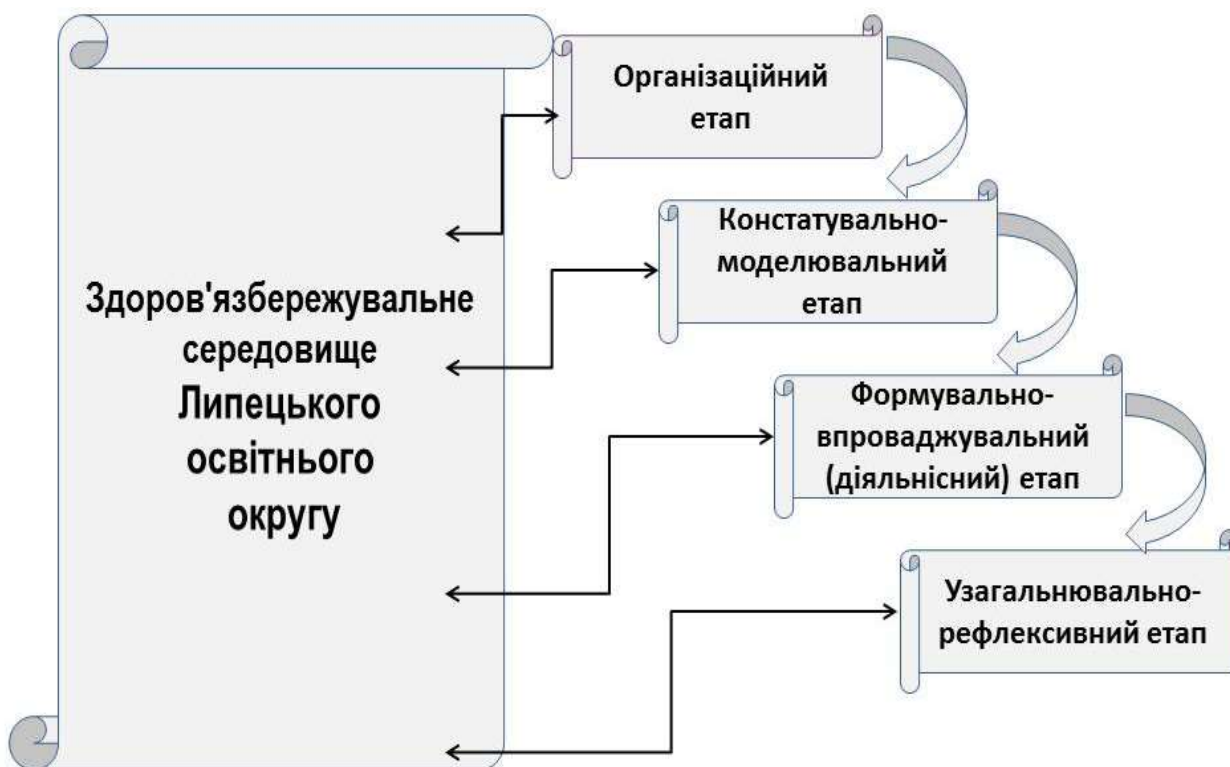 Здоров'язбережувальне
середовище
Липецького
освітнього
округу
Організаційний
етап
Констатувально-
моделювальний
етап
Формувально-
впроваджувальний
(діяльнісний) етап
Узагальнювально-
рефлексивний етап